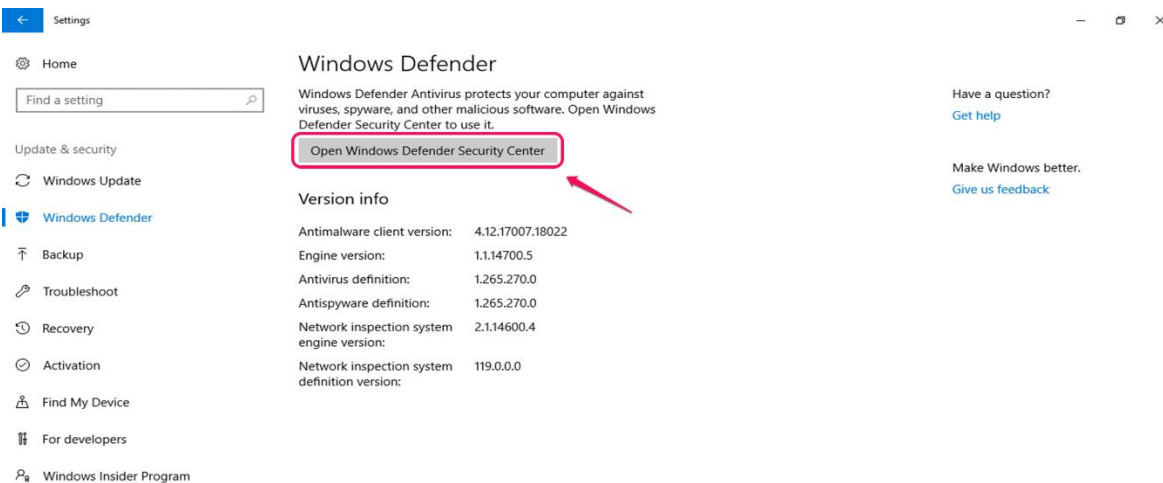 Settings
Home
Find a setting
Update & security
Windows Update
Windows Defender
Backup
Troubleshoot
Recovery
Activation
Find My Device
For developers
Windows Insider Program
Windows Defender
Windows Defender Antivirus protects your computer against
viruses, spyware, and other malicious software. Open Windows
Defender Security Center to use it.
Open Windows Defender Security Center
Version info
Antimalware client version: 4.12.17007.18022
Engine version: 1.1.14700.5
Antivirus definition: 1.265.270.0
Antispyware definition: 1.265.270.0
Network inspection system 2.1.14600.4
engine version:
Network inspection system 119.0.0.0
definition version:
Have a question?
Get help
Make Windows better.
Give us feedback